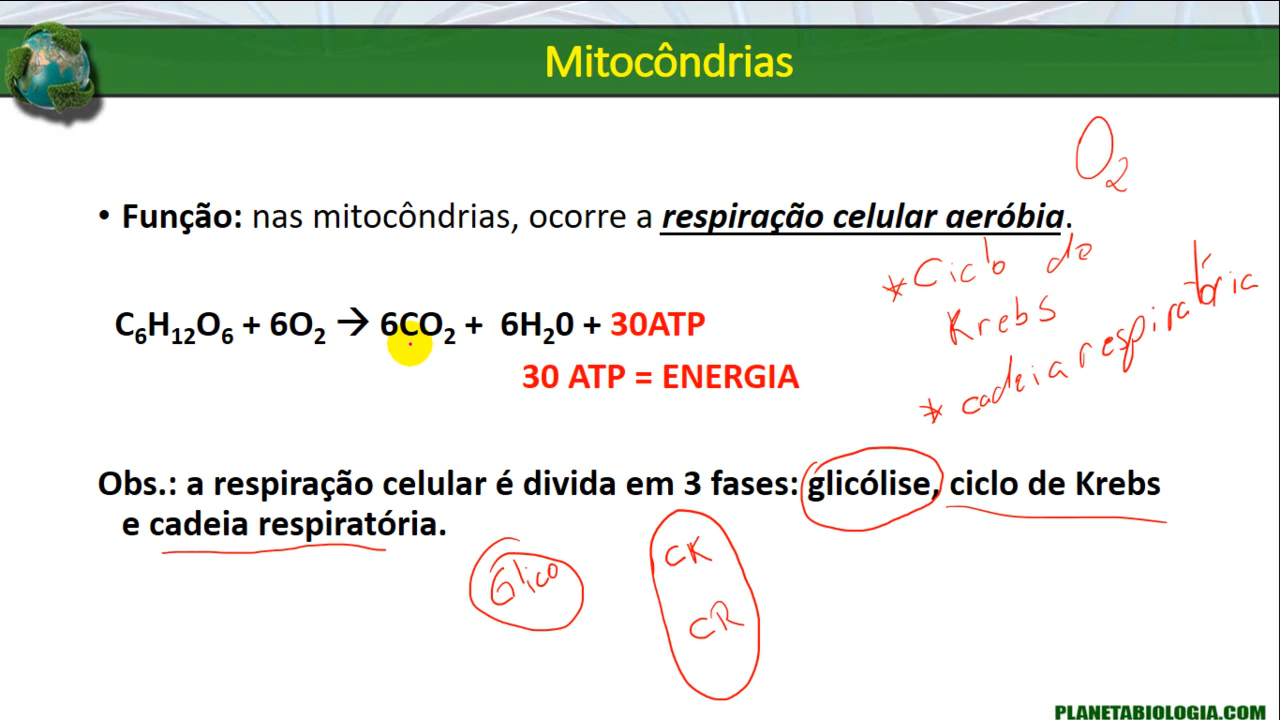 Mitocôndrias
O₂
• Função: nas mitocôndrias, ocorre a respiração celular aeróbia.
* Ciclo de
Krebs
* cadeia respiratória
C₆H₁₂O₆ + 6O₂ → 6CO₂ + 6H₂0 + 30ATP
30 ATP = ENERGIA
Obs.: a respiração celular é divida em 3 fases: glicólise, ciclo de Krebs
e cadeia respiratória.
Glico
CK
CR
PLANETABIOLOGIA.COM